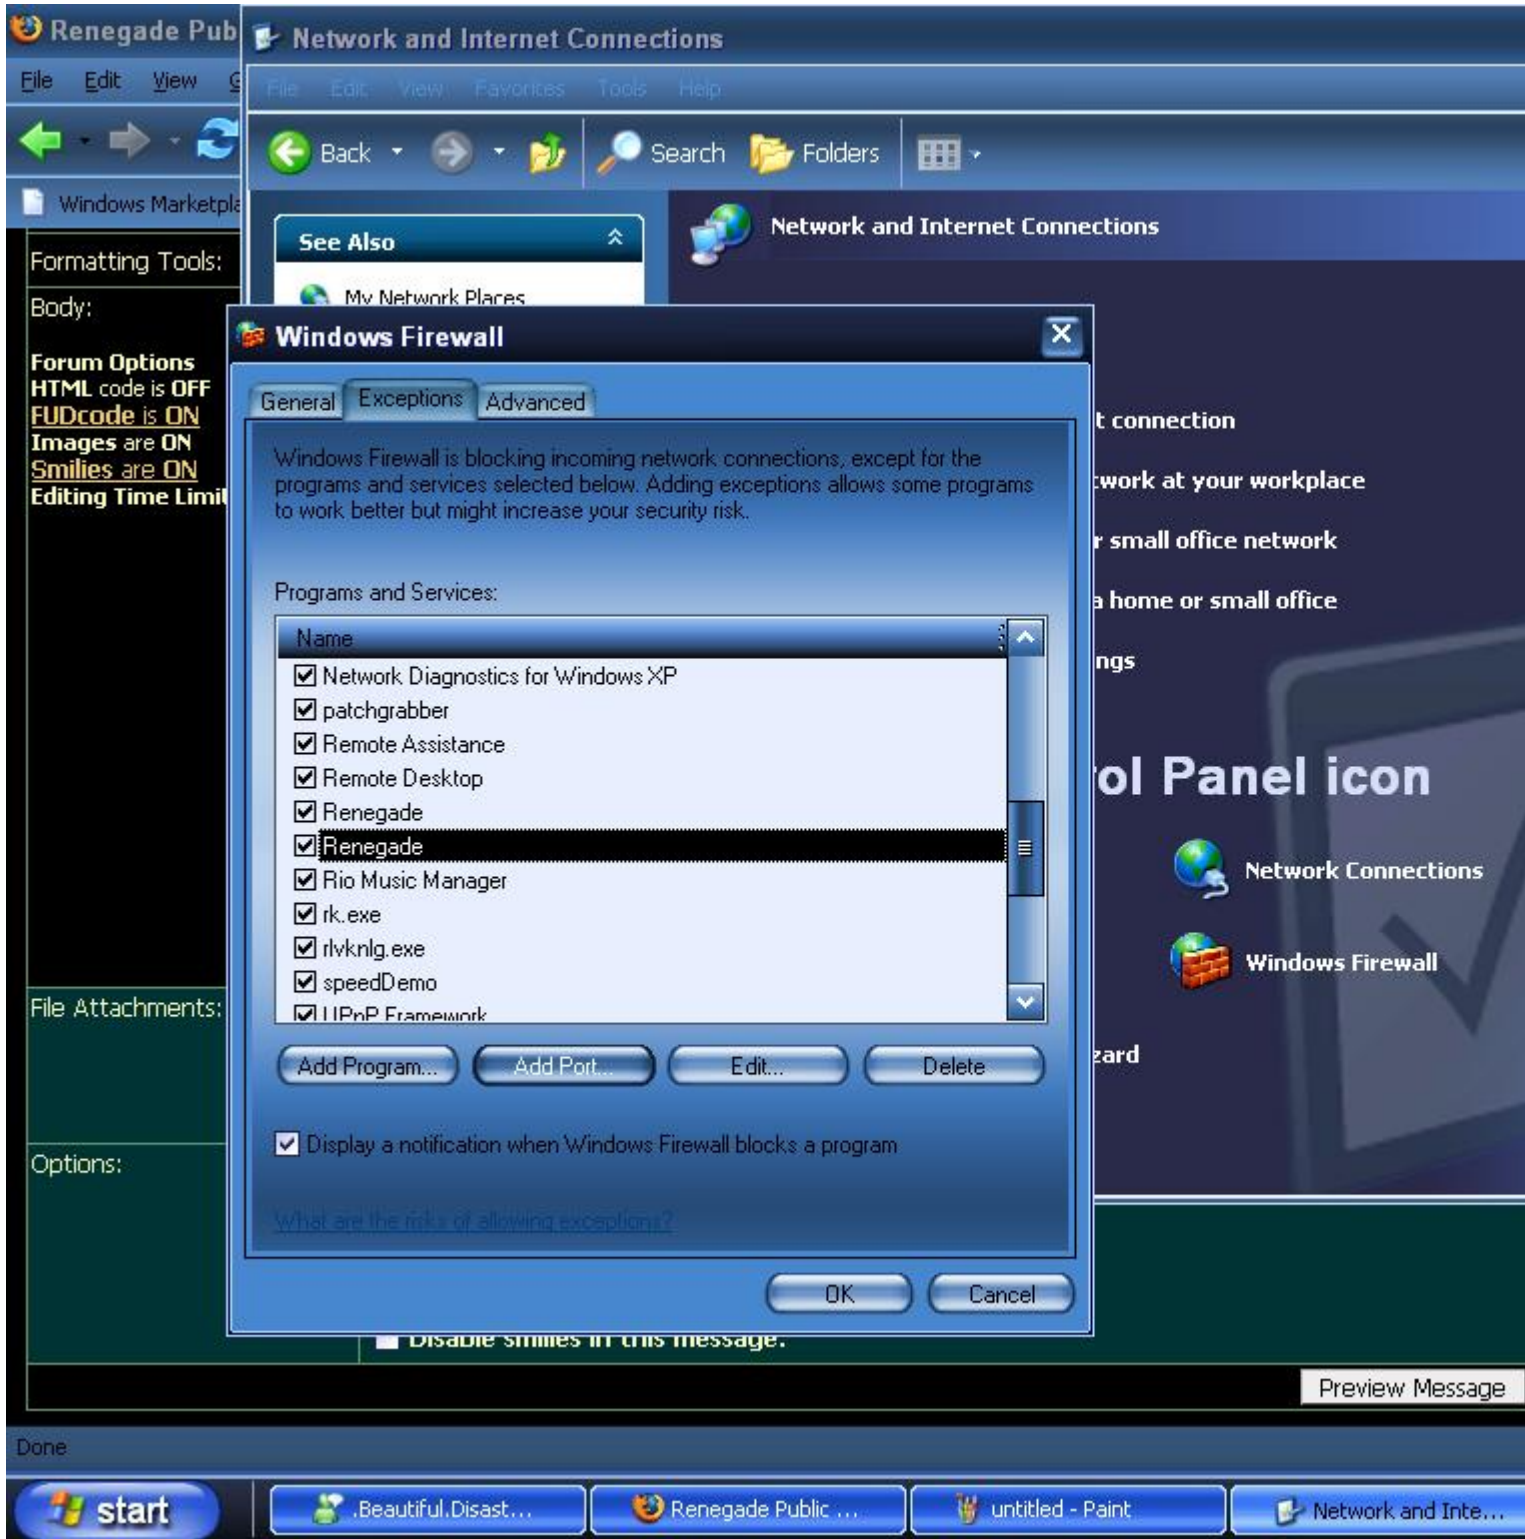 Renegade Pub
File Edit View G
Windows Marketpla
Formatting Tools:
Body:
Forum Options
HTML code is OFF
FUDcode is ON
Images are ON
Smilies are ON
Editing Time Limit
File Attachments:
Options:
Network and Internet Connections
File Edit View Favorites Tools Help
Back Search Folders
See Also
My Network Places
Network and Internet Connections
t connection
twork at your workplace
r small office network
a home or small office
ngs
rol Panel icon
Network Connections
Windows Firewall
zard
Windows Firewall
General Exceptions Advanced
Windows Firewall is blocking incoming network connections, except for the
programs and services selected below. Adding exceptions allows some programs
to work better but might increase your security risk.
Programs and Services:
Name
Network Diagnostics for Windows XP
patchgrabber
Remote Assistance
Remote Desktop
Renegade
Renegade
Rio Music Manager
rk.exe
rlvknlg.exe
speedDemo
UPnP Framework
Add Program... Add Port... Edit... Delete
Display a notification when Windows Firewall blocks a program
What are the risks of allowing exceptions?
OK Cancel
Disable smilies in this message.
Preview Message
Done
start .Beautiful.Disast... Renegade Public ... untitled - Paint Network and Inte...